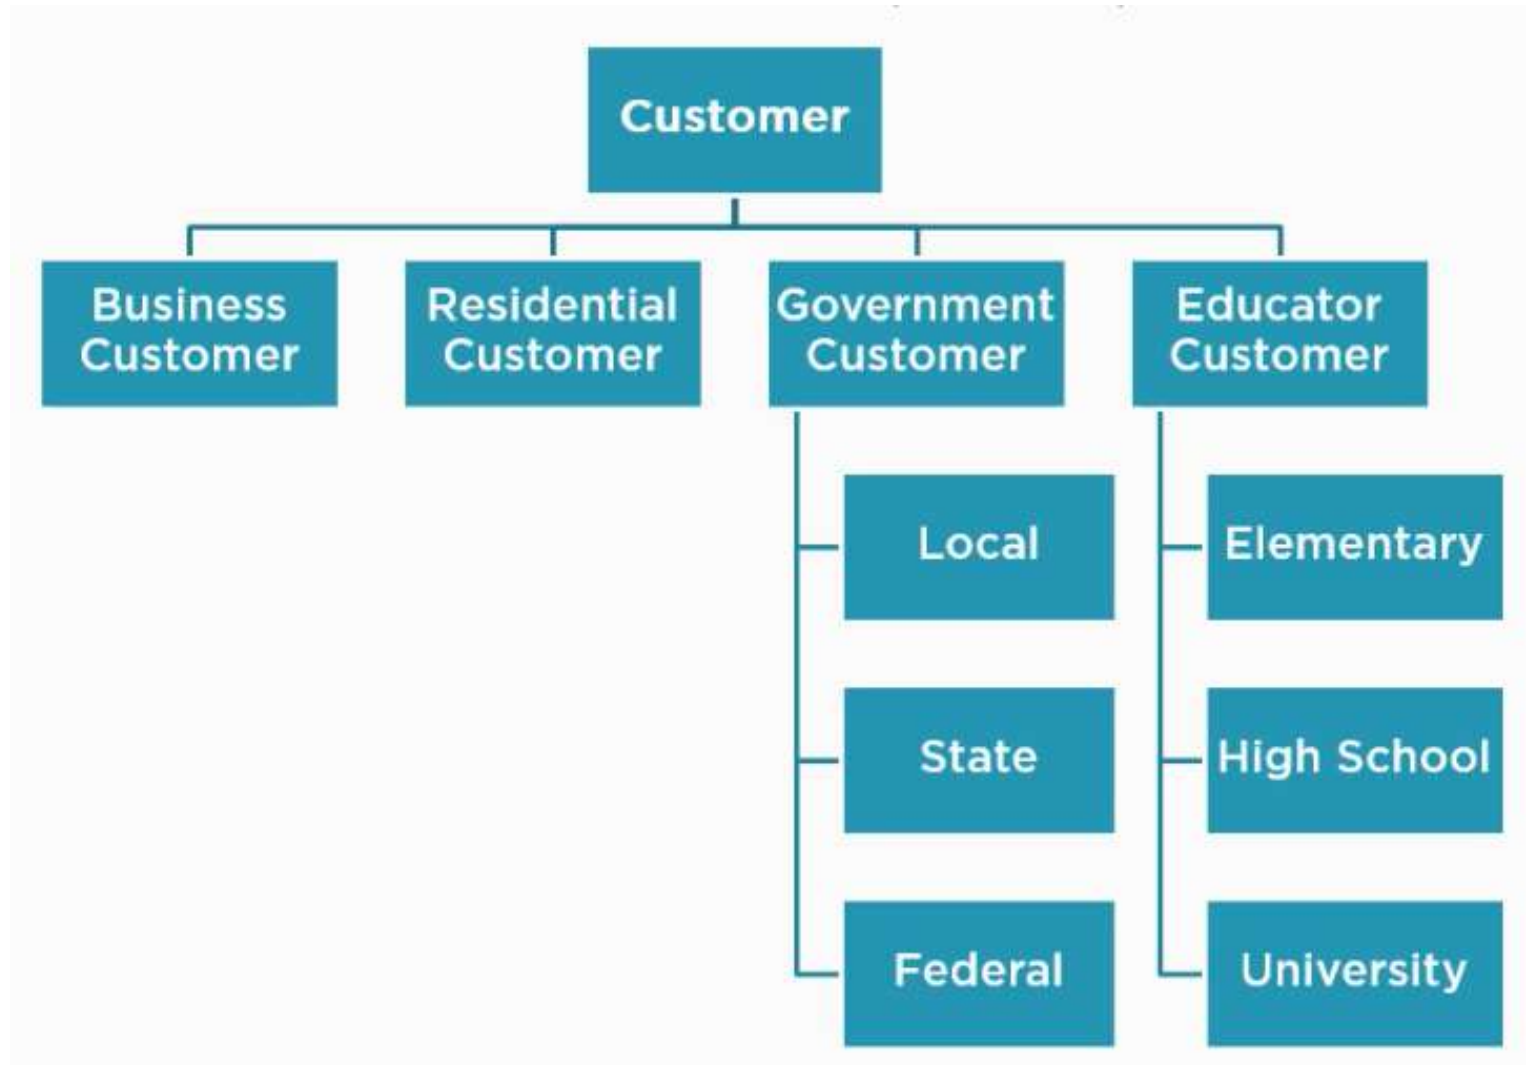 Customer
Business
Customer
Residential
Customer
Government
Customer
Educator
Customer
Local
Elementary
State
High School
Federal
University